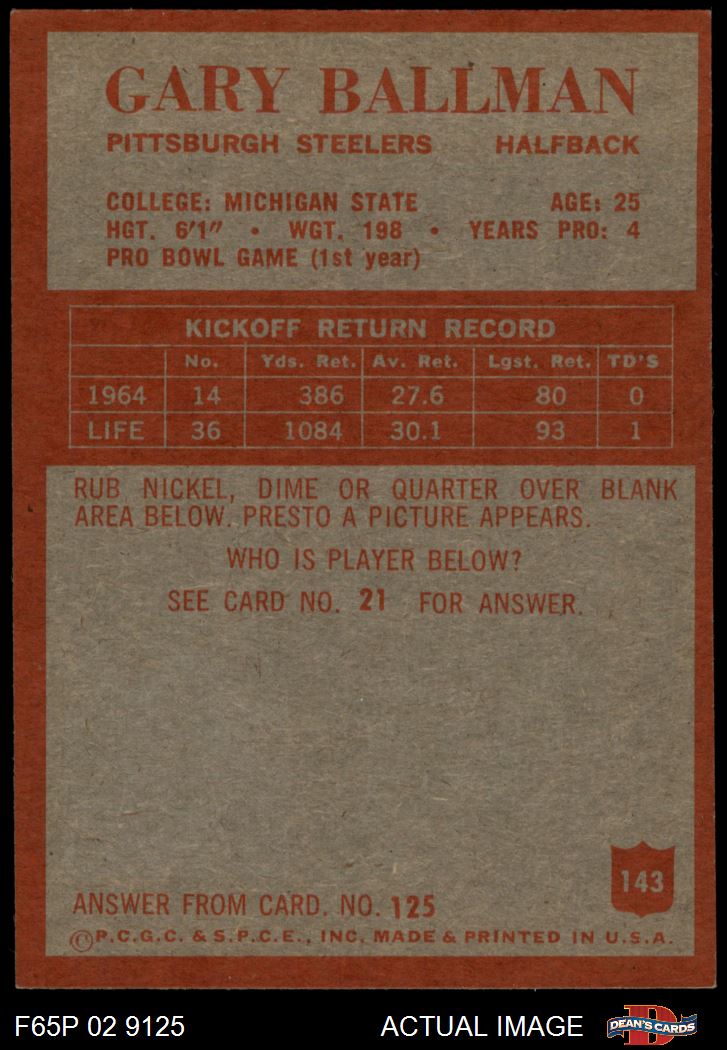 GARY BALLMAN
PITTSBURGH STEELERS HALFBACK
COLLEGE: MICHIGAN STATE AGE: 25
HGT. 6'1" • WGT. 198 • YEARS PRO: 4
PRO BOWL GAME (1st year)
KICKOFF RETURN RECORD
No. Yds. Ret. Av. Ret. Lgst. Ret. TD'S
1964 14 386 27.6 80 0
LIFE 36 1084 30.1 93 1
RUB NICKEL, DIME OR QUARTER OVER BLANK
AREA BELOW. PRESTO A PICTURE APPEARS.
WHO IS PLAYER BELOW?
SEE CARD NO. 21 FOR ANSWER.
143
ANSWER FROM CARD. NO. 125
©P.C.G.C. & S.P.C.E., INC. MADE & PRINTED IN U.S.A.
F65P 02 9125 ACTUAL IMAGE
D
DEAN'S CARDS